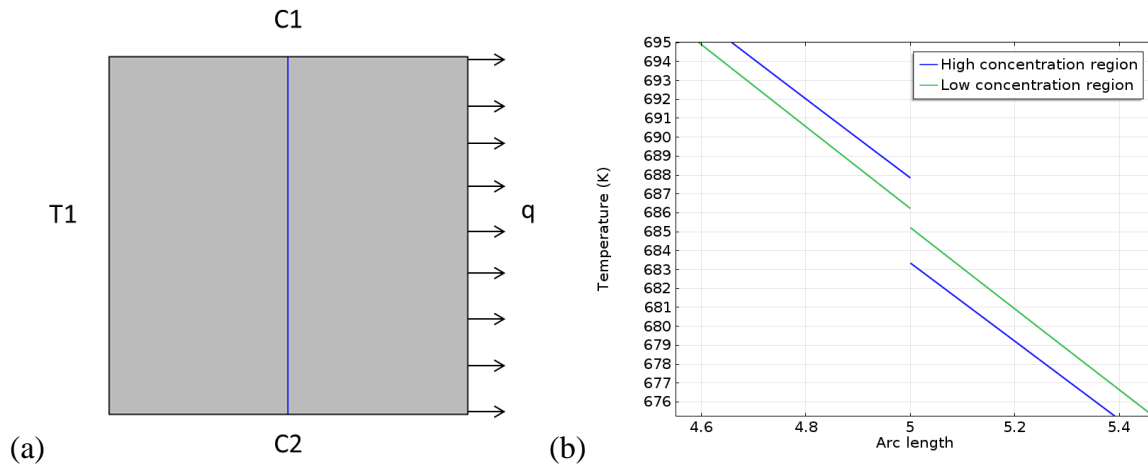 C1
T1
q
C2
(a)
695
694
693
692
691
690
689
688
687
686
685
684
683
682
681
680
679
678
677
676
Temperature (K)
High concentration region
Low concentration region
4.6 4.8 5 5.2 5.4
Arc length
(b)